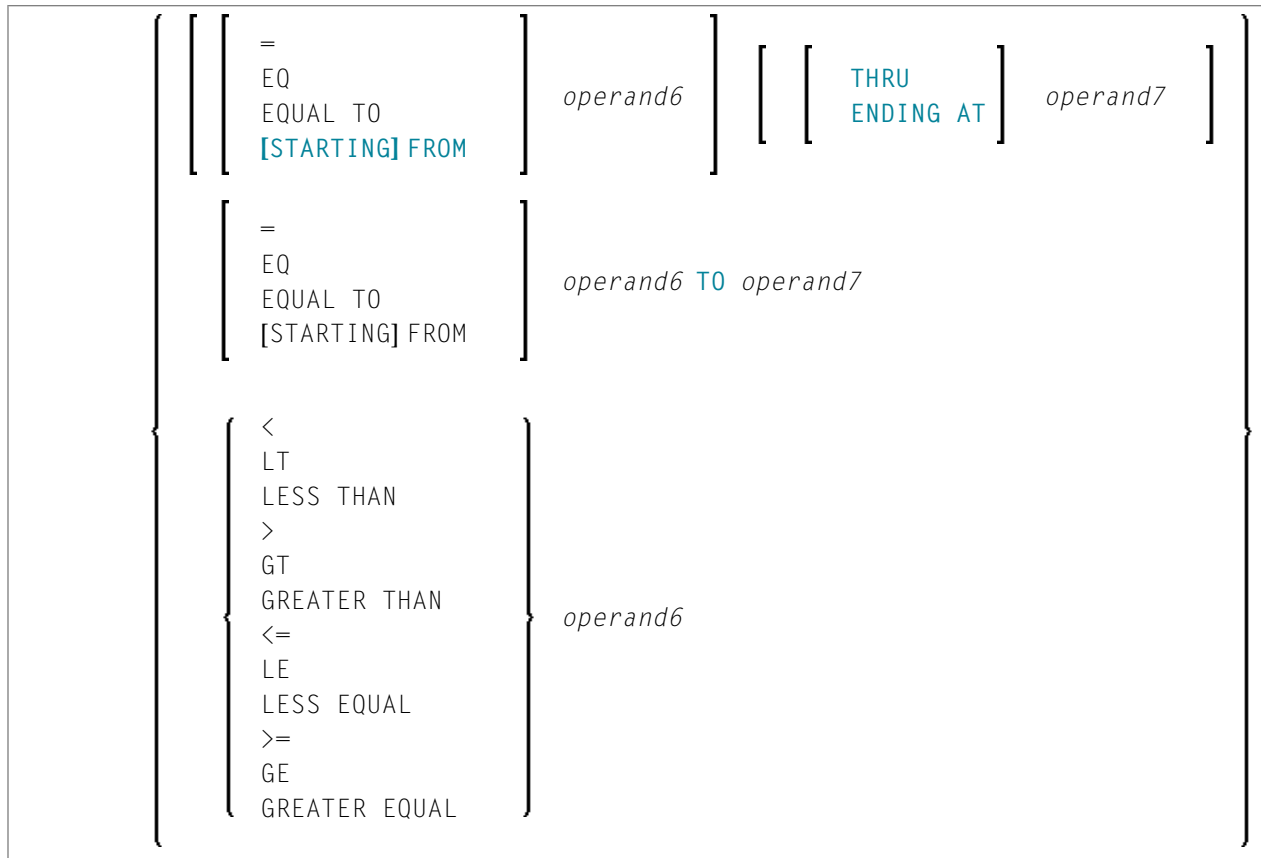 =
EQ
EQUAL TO
[STARTING] FROM
operand6
THRU
ENDING AT
operand7
=
EQ
EQUAL TO
[STARTING] FROM
operand6 TO operand7
<
LT
LESS THAN
>
GT
GREATER THAN
<=
LE
LESS EQUAL
>=
GE
GREATER EQUAL
operand6